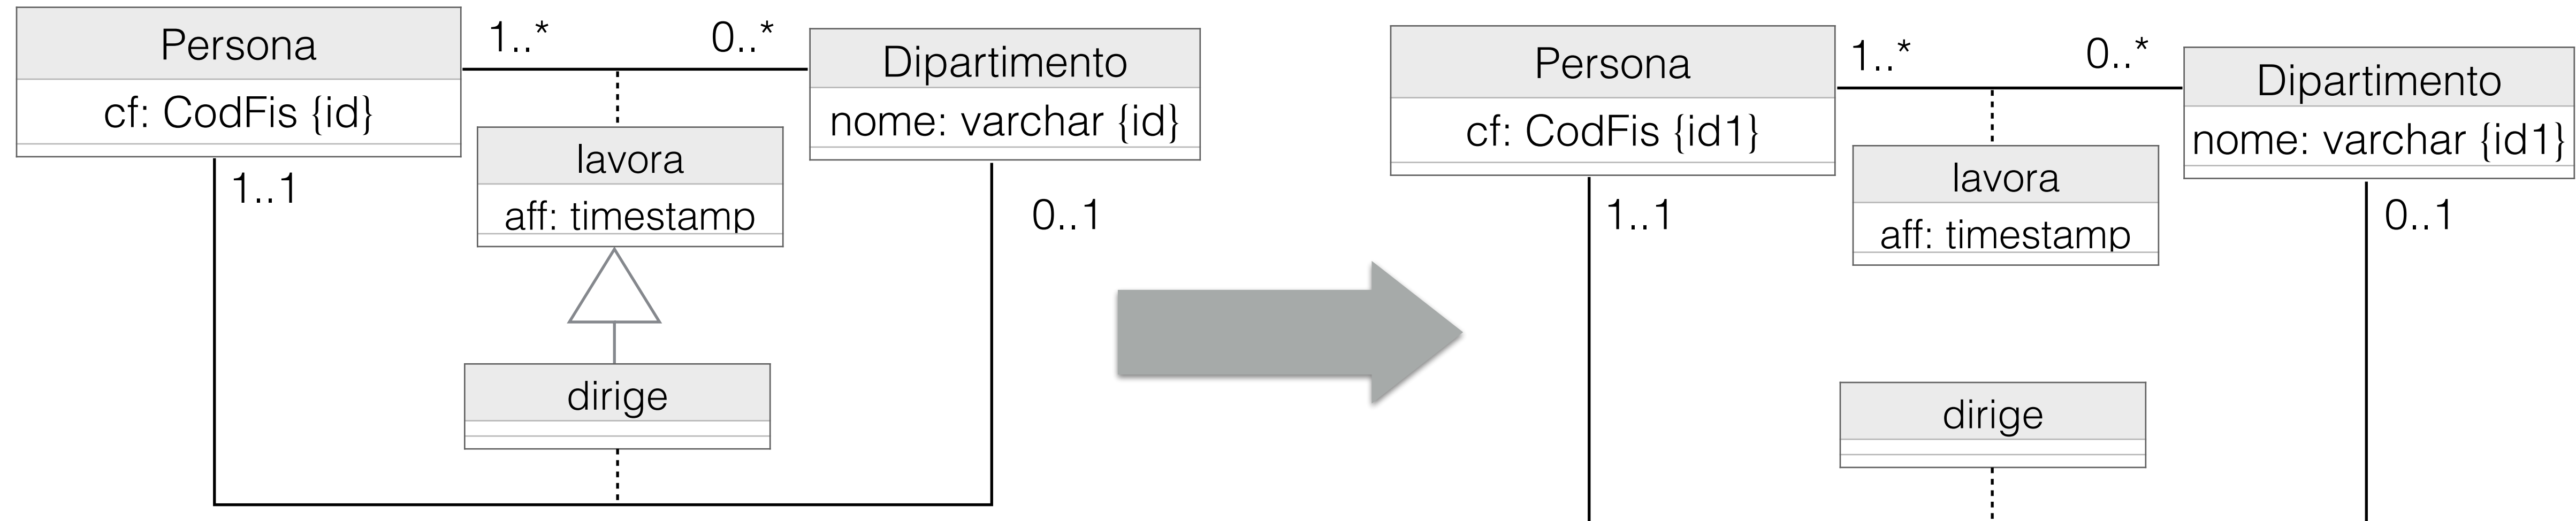 Persona
cf: CodFis {id}
1..*
0..*
Dipartimento
nome: varchar {id}
lavora
aff: timestamp
1..1
0..1
dirige
Persona
cf: CodFis {id1}
1..*
0..*
Dipartimento
nome: varchar {id1}
lavora
aff: timestamp
1..1
0..1
dirige